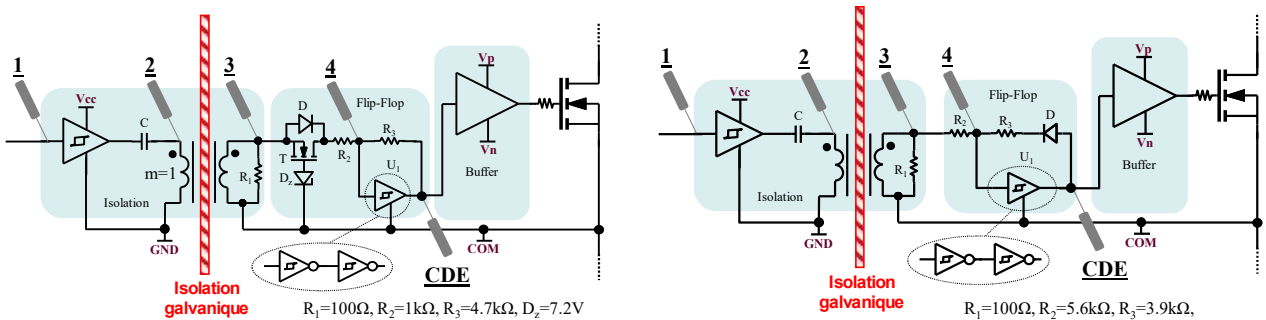 1
2
3
4
Vcc
C
m=1
R1
D
T
Dz
R2
R3
Flip-Flop
U1
Vp
Vn
Buffer
Isolation
GND
COM
CDE
Isolation
galvanique
R1=100Ω, R2=1kΩ, R3=4.7kΩ, Dz=7.2V
1
2
3
4
Vcc
C
R1
R2
R3
D
Flip-Flop
U1
Vp
Vn
Buffer
Isolation
GND
COM
CDE
Isolation
galvanique
R1=100Ω, R2=5.6kΩ, R3=3.9kΩ,